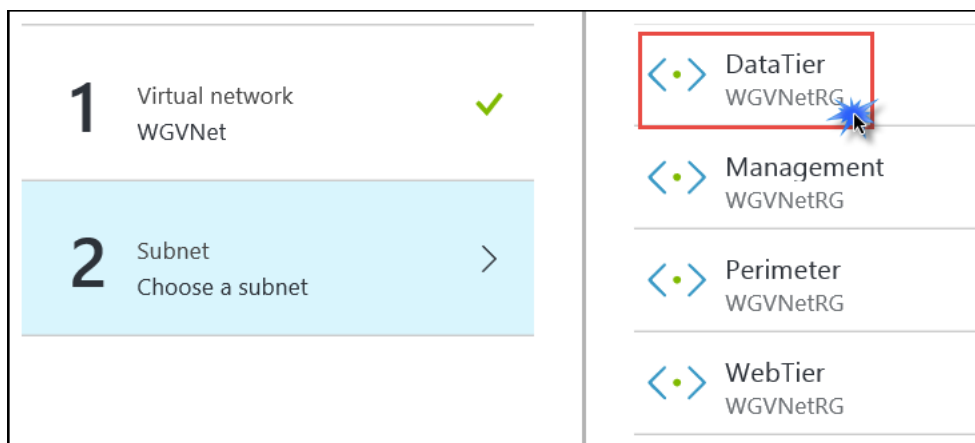 1
Virtual network
WGVNet
2
Subnet
Choose a subnet
DataTier
WGVNetRG
Management
WGVNetRG
Perimeter
WGVNetRG
WebTier
WGVNetRG